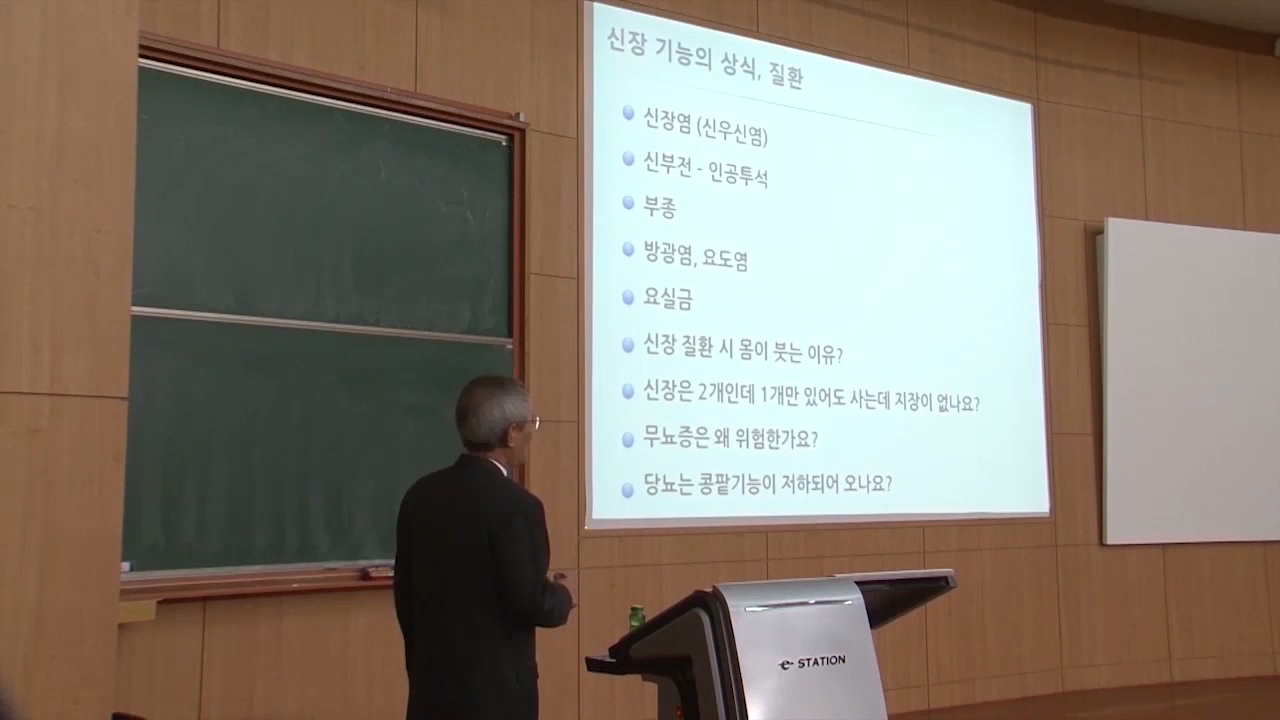 신장 기능의 상식, 질환
신장염 (신우신염)
신부전 - 인공투석
부종
방광염, 요도염
요실금
신장 질환 시 몸이 붓는 이유?
신장은 2개인데 1개만 있어도 사는데 지장이 없나요?
무뇨증은 왜 위험한가요?
당뇨는 콩팥기능이 저하되어 오나요?
e- STATION